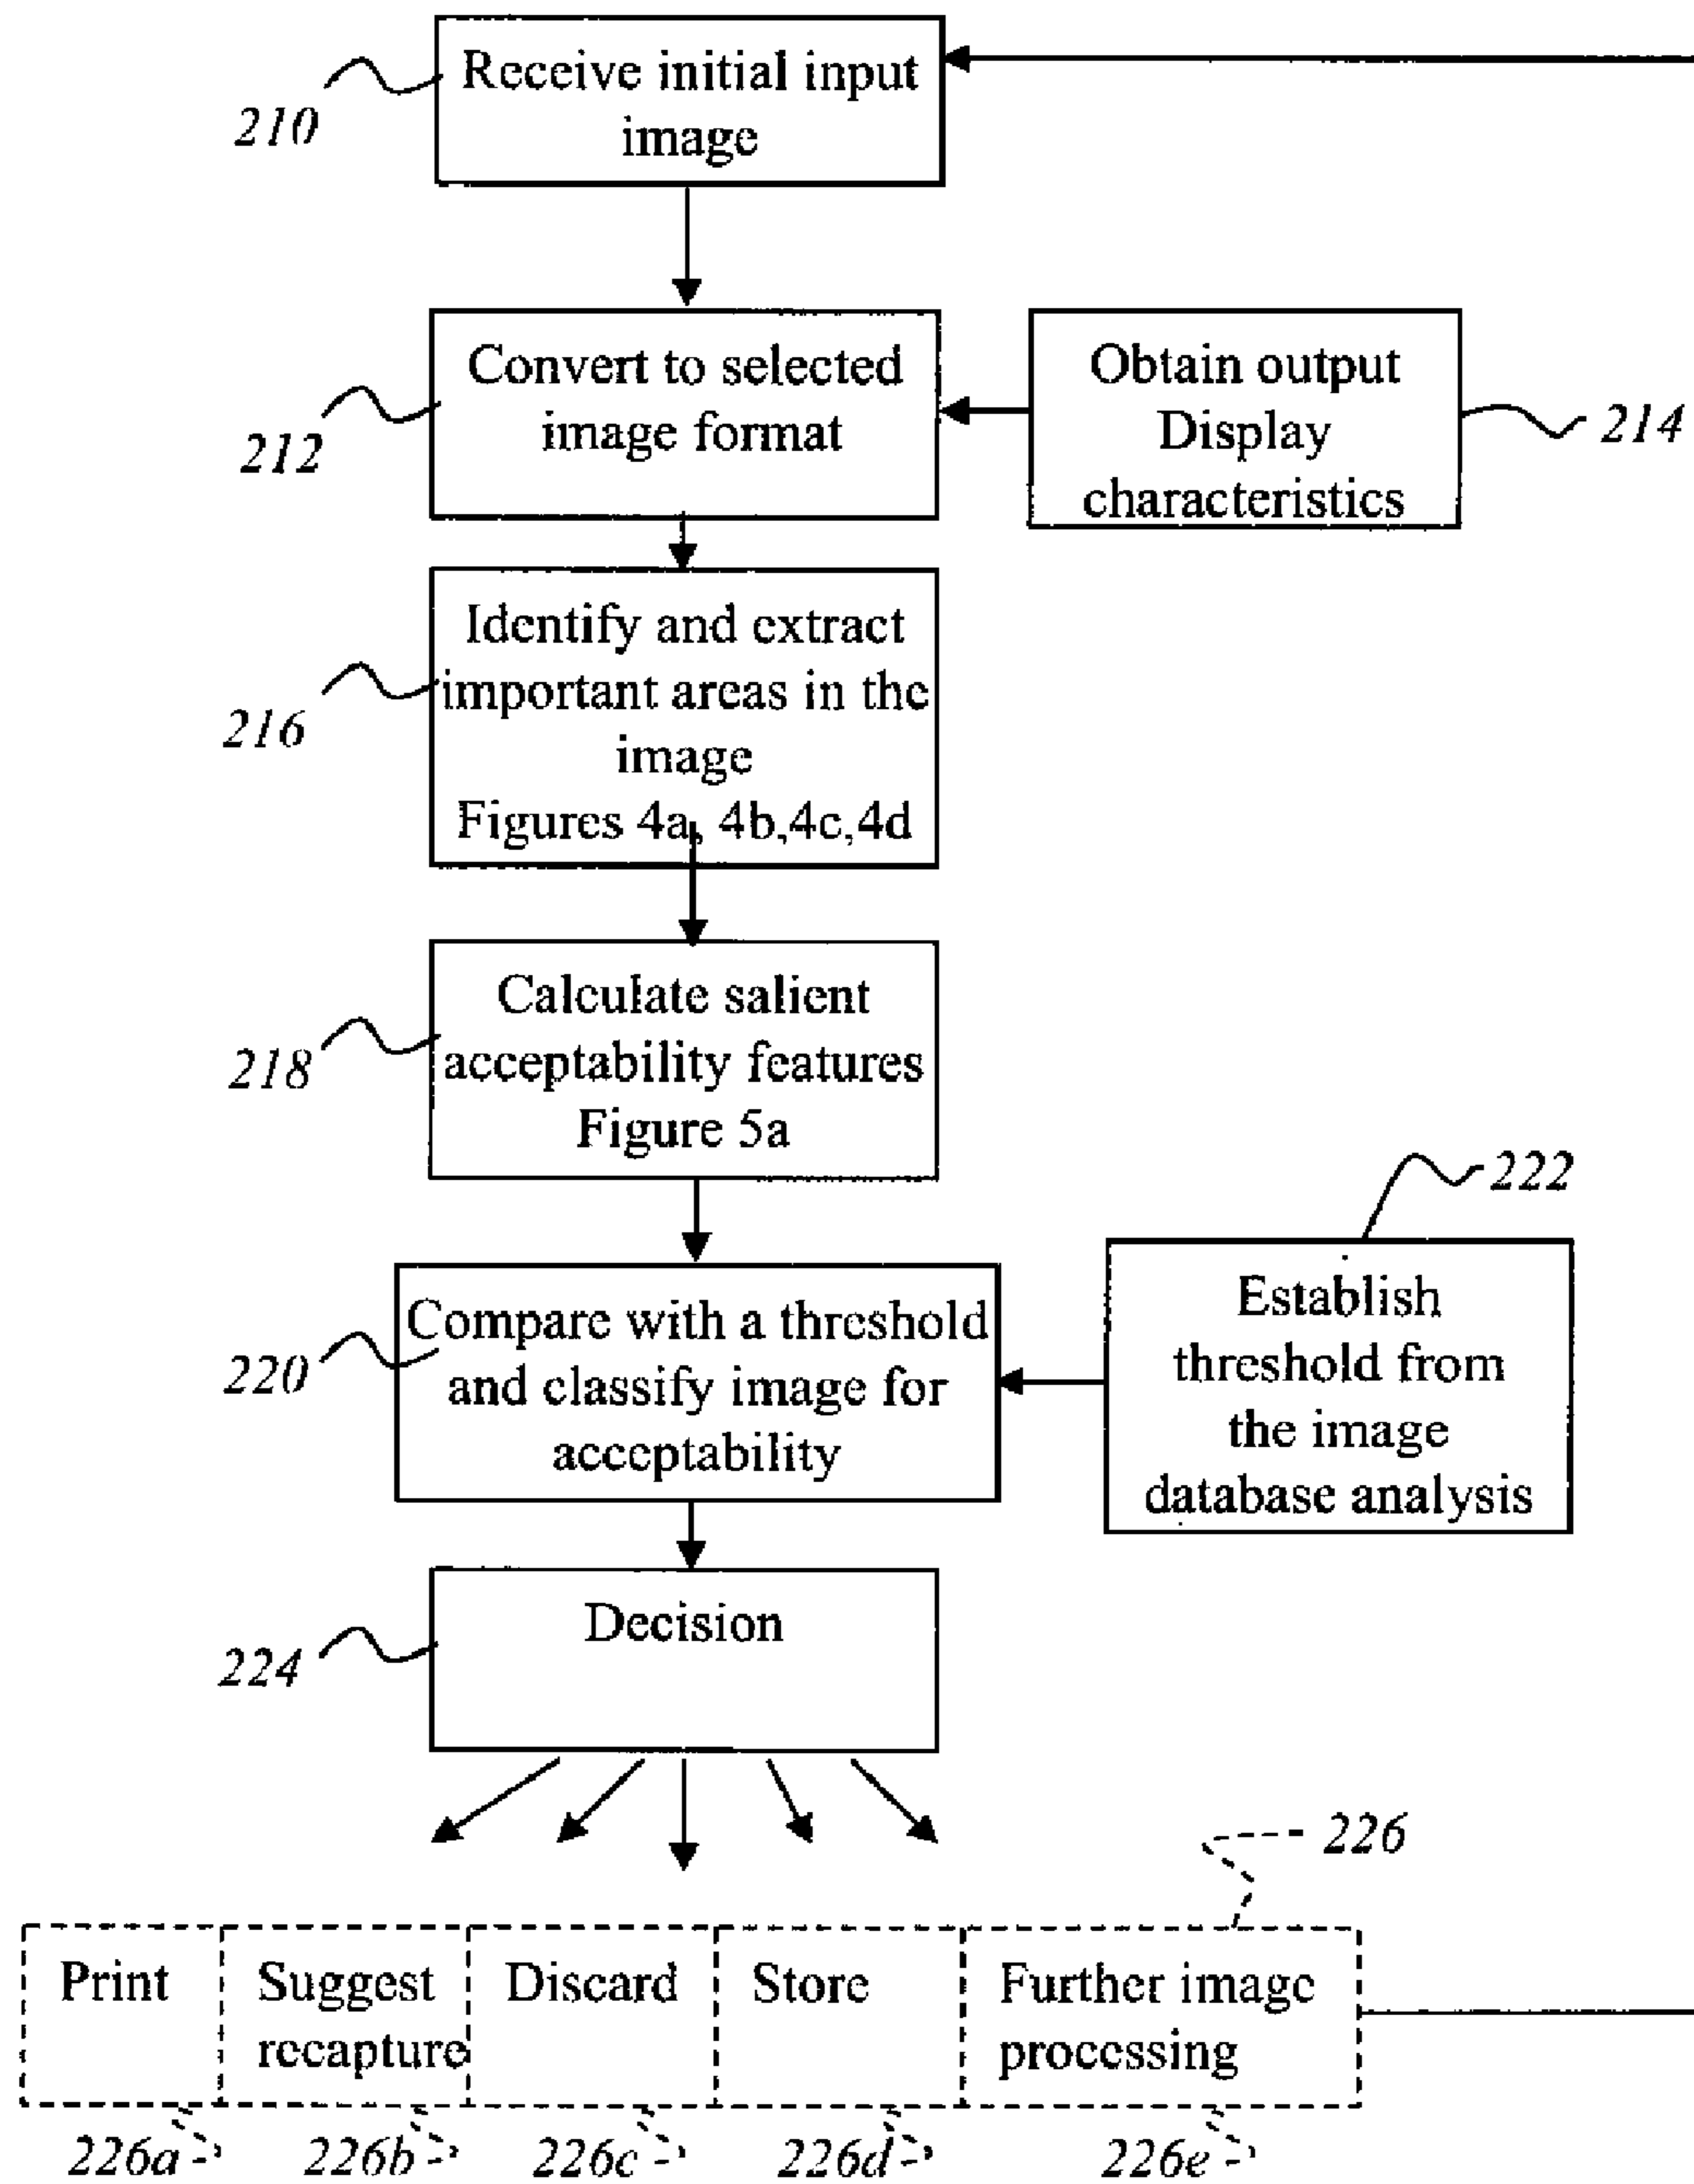 Receive initial input
image
210
Convert to selected
image format
212
Obtain output
Display
characteristics
214
Identify and extract
important areas in the
image
Figures 4a, 4b,4c,4d
216
Calculate salient
acceptability features
Figure 5a
218
222
Compare with a threshold
and classify image for
acceptability
220
Establish
threshold from
the image
database analysis
Decision
224
226
Print
Suggest
recapture
Discard
Store
Further image
processing
226a
226b
226c
226d
226e